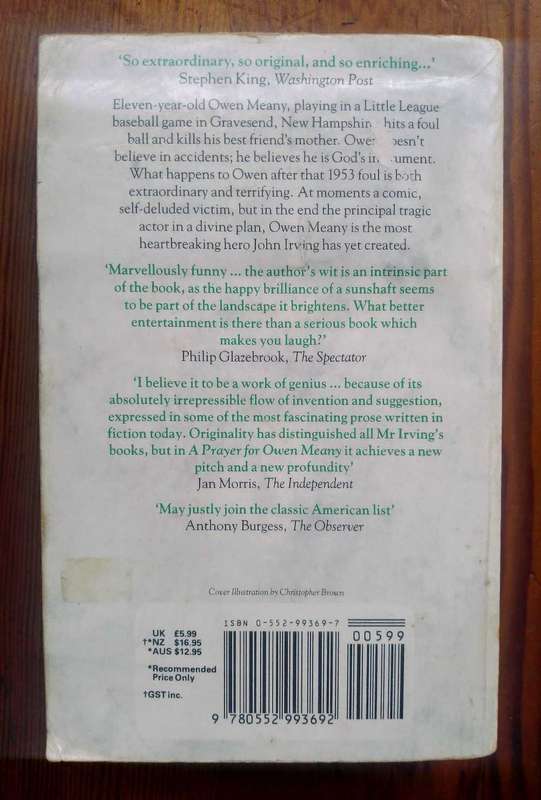 ‘So extraordinary, so original, and so enriching...’
Stephen King, Washington Post
Eleven-year-old Owen Meany, playing in a Little League
baseball game in Gravesend, New Hampshir hits a foul
ball and kills his best friend's mother. Owe esn't
believe in accidents; he believes he is God's in ument.
What happens to Owen after that 1953 foul is both
extraordinary and terrifying. At moments a comic,
self-deluded victim, but in the end the principal tragic
actor in a divine plan, Owen Meany is the most
heartbreaking hero John Irving has yet created.
‘Marvellously funny ... the author's wit is an intrinsic part
of the book, as the happy brilliance of a sunshaft seems
to be part of the landscape it brightens. What better
entertainment is there than a serious book which
makes you laugh?’
Philip Glazebrook, The Spectator
‘I believe it to be a work of genius ... because of its
absolutely irrepressible flow of invention and suggestion,
expressed in some of the most fascinating prose written in
fiction today. Originality has distinguished all Mr Irving's
books, but in A Prayer for Owen Meany it achieves a new
pitch and a new profundity’
Jan Morris, The Independent
‘May justly join the classic American list’
Anthony Burgess, The Observer
Cover Illustration by Christopher Brown
UK £5.99
†*NZ $16.95
*AUS $12.95
*Recommended
Price Only
†GST inc.
ISBN 0-552-99369-7
00599
9 780552 993692